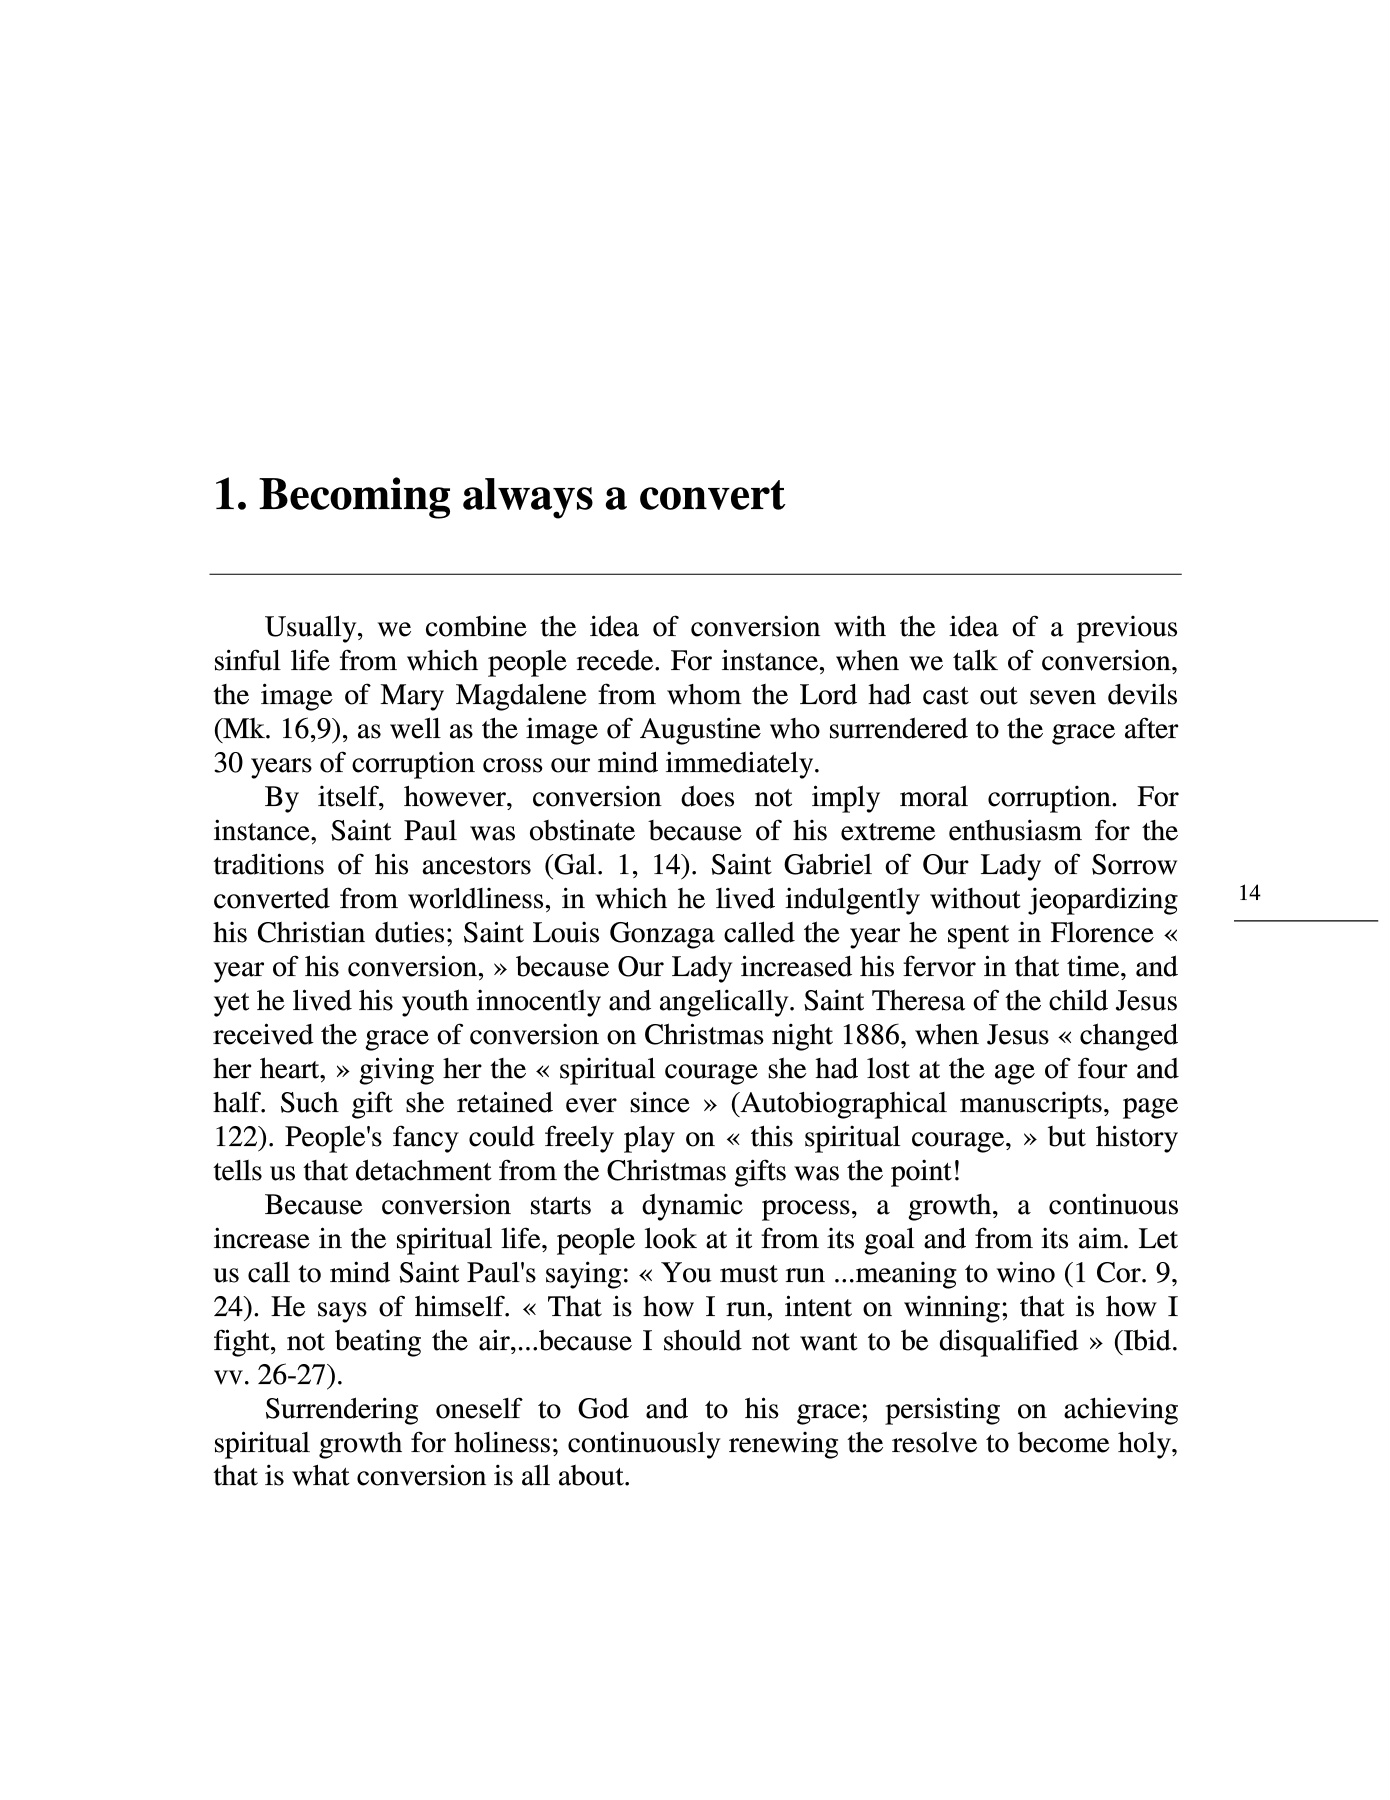 1. Becoming always a convert
Usually, we combine the idea of conversion with the idea of a previous
sinful life from which people recede. For instance, when we talk of conversion,
the image of Mary Magdalene from whom the Lord had cast out seven devils
(Mk. 16,9), as well as the image of Augustine who surrendered to the grace after
30 years of corruption cross our mind immediately.
By itself, however, conversion does not imply moral corruption. For
instance, Saint Paul was obstinate because of his extreme enthusiasm for the
traditions of his ancestors (Gal. 1, 14). Saint Gabriel of Our Lady of Sorrow
converted from worldliness, in which he lived indulgently without jeopardizing
his Christian duties; Saint Louis Gonzaga called the year he spent in Florence «
year of his conversion, » because Our Lady increased his fervor in that time, and
yet he lived his youth innocently and angelically. Saint Theresa of the child Jesus
received the grace of conversion on Christmas night 1886, when Jesus « changed
her heart, » giving her the « spiritual courage she had lost at the age of four and
half. Such gift she retained ever since » (Autobiographical manuscripts, page
122). People's fancy could freely play on « this spiritual courage, » but history
tells us that detachment from the Christmas gifts was the point!
Because conversion starts a dynamic process, a growth, a continuous
increase in the spiritual life, people look at it from its goal and from its aim. Let
us call to mind Saint Paul's saying: « You must run ...meaning to wino (1 Cor. 9,
24). He says of himself. « That is how I run, intent on winning; that is how I
fight, not beating the air,...because I should not want to be disqualified » (Ibid.
vv. 26-27).
Surrendering oneself to God and to his grace; persisting on achieving
spiritual growth for holiness; continuously renewing the resolve to become holy,
that is what conversion is all about.
14